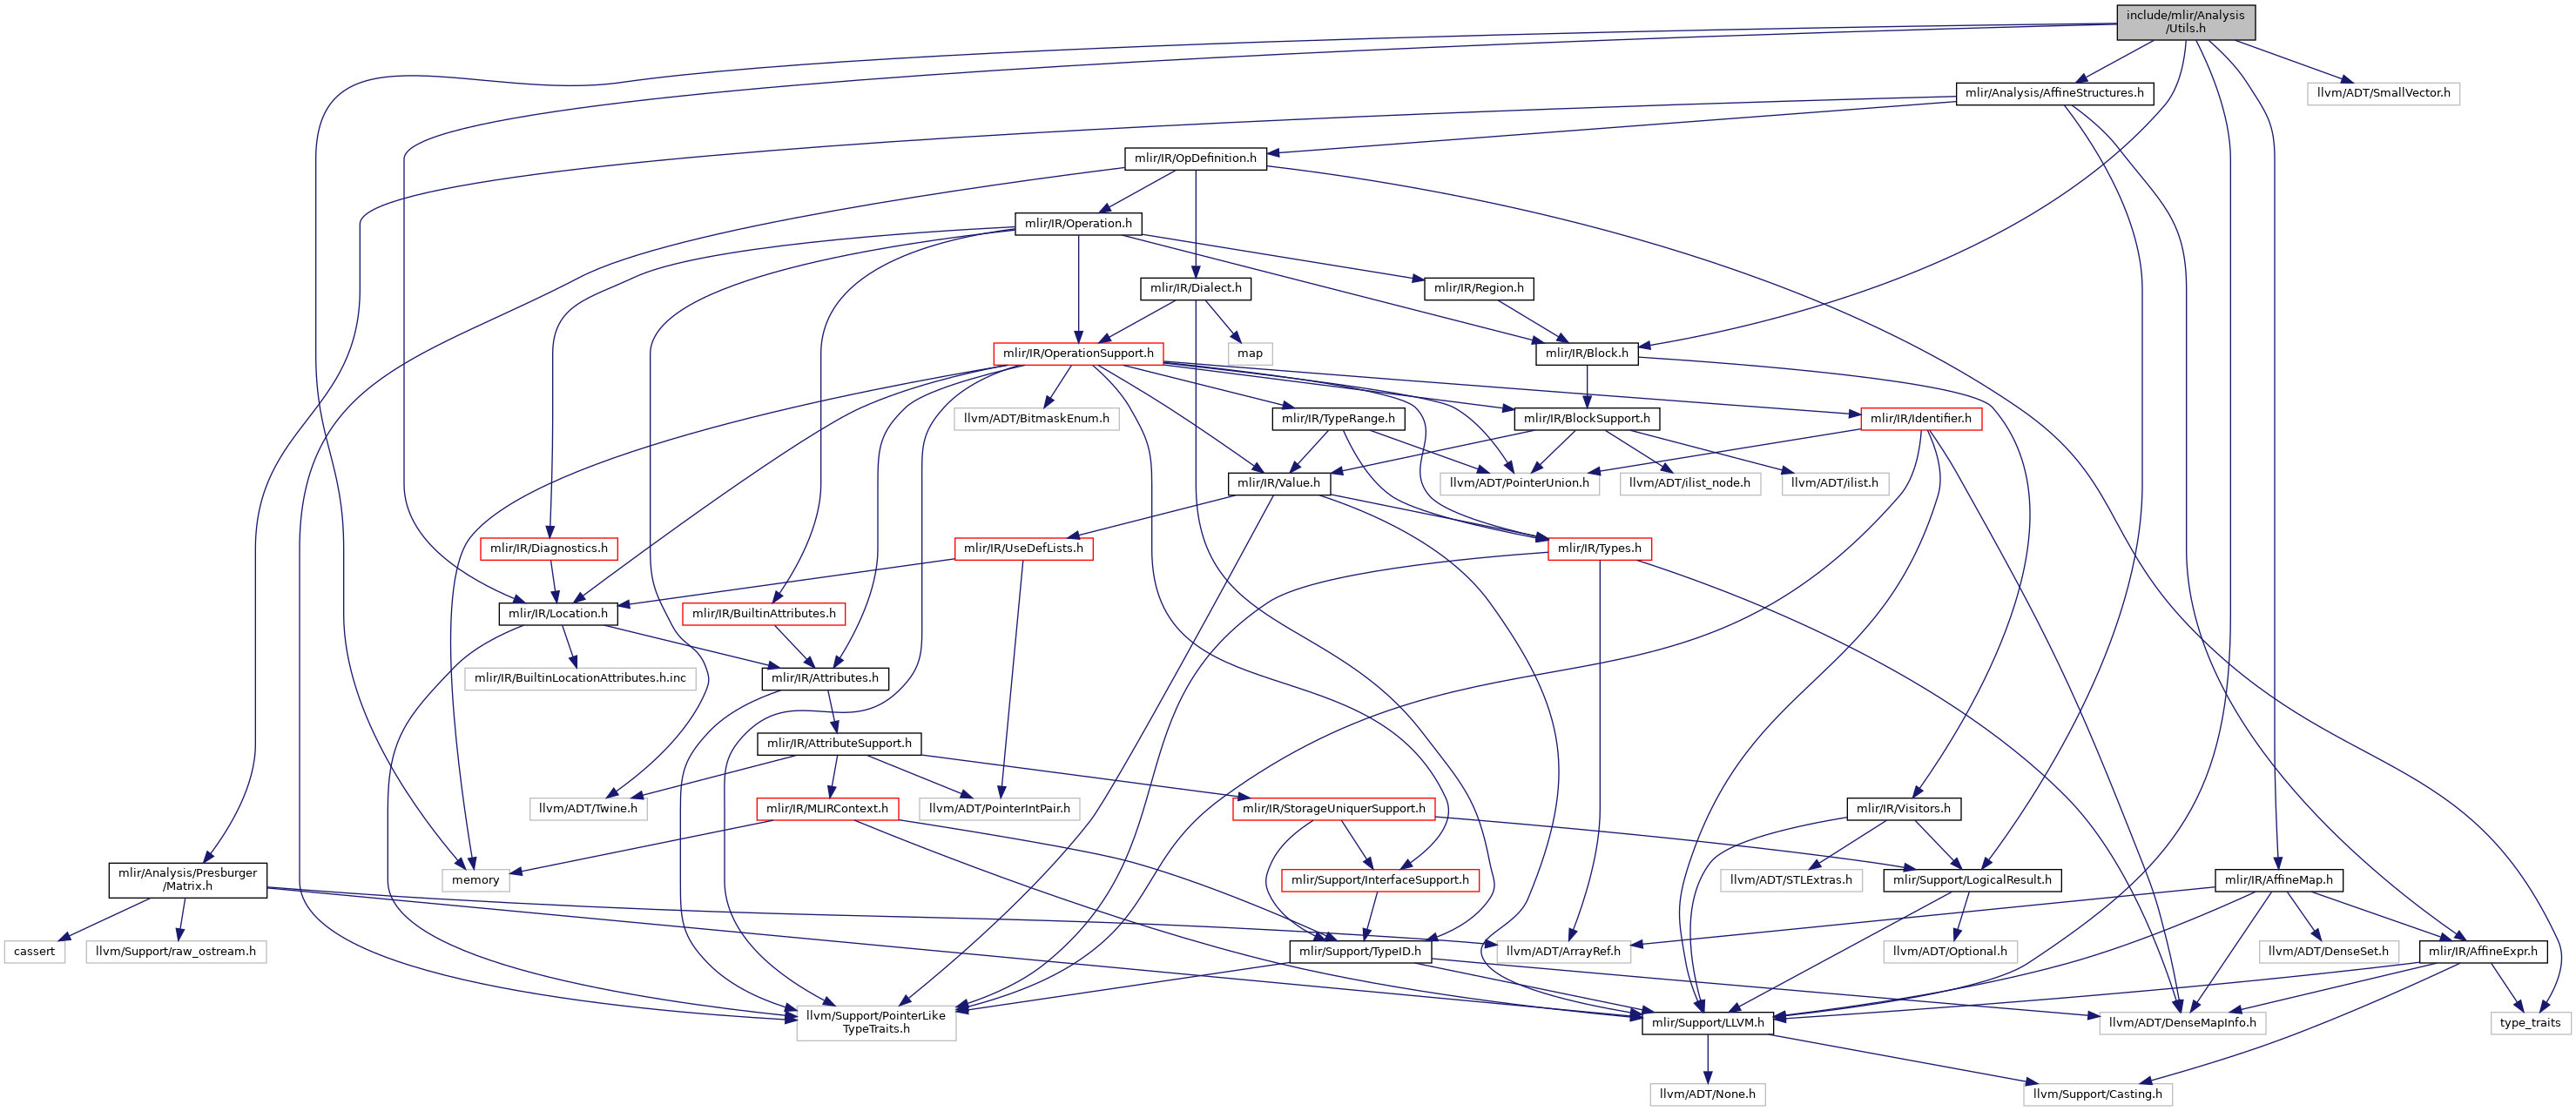 include/mlir/Analysis
/Utils.h
mlir/Analysis/AffineStructures.h
llvm/ADT/SmallVector.h
mlir/IR/OpDefinition.h
mlir/IR/Operation.h
mlir/IR/Dialect.h
mlir/IR/Region.h
mlir/IR/OperationSupport.h
map
mlir/IR/Block.h
llvm/ADT/BitmaskEnum.h
mlir/IR/TypeRange.h
mlir/IR/BlockSupport.h
mlir/IR/Identifier.h
mlir/IR/Value.h
llvm/ADT/PointerUnion.h
llvm/ADT/ilist_node.h
llvm/ADT/ilist.h
mlir/IR/Diagnostics.h
mlir/IR/UseDefLists.h
mlir/IR/Types.h
mlir/IR/Location.h
mlir/IR/BuiltinAttributes.h
mlir/IR/BuiltinLocationAttributes.h.inc
mlir/IR/Attributes.h
mlir/IR/AttributeSupport.h
llvm/ADT/Twine.h
mlir/IR/MLIRContext.h
llvm/ADT/PointerIntPair.h
mlir/IR/StorageUniquerSupport.h
mlir/IR/Visitors.h
mlir/Analysis/Presburger
/Matrix.h
memory
mlir/Support/InterfaceSupport.h
llvm/ADT/STLExtras.h
mlir/Support/LogicalResult.h
mlir/IR/AffineMap.h
cassert
llvm/Support/raw_ostream.h
mlir/Support/TypeID.h
llvm/ADT/ArrayRef.h
llvm/ADT/Optional.h
llvm/ADT/DenseSet.h
mlir/IR/AffineExpr.h
llvm/Support/PointerLike
TypeTraits.h
mlir/Support/LLVM.h
llvm/ADT/DenseMapInfo.h
type_traits
llvm/ADT/None.h
llvm/Support/Casting.h